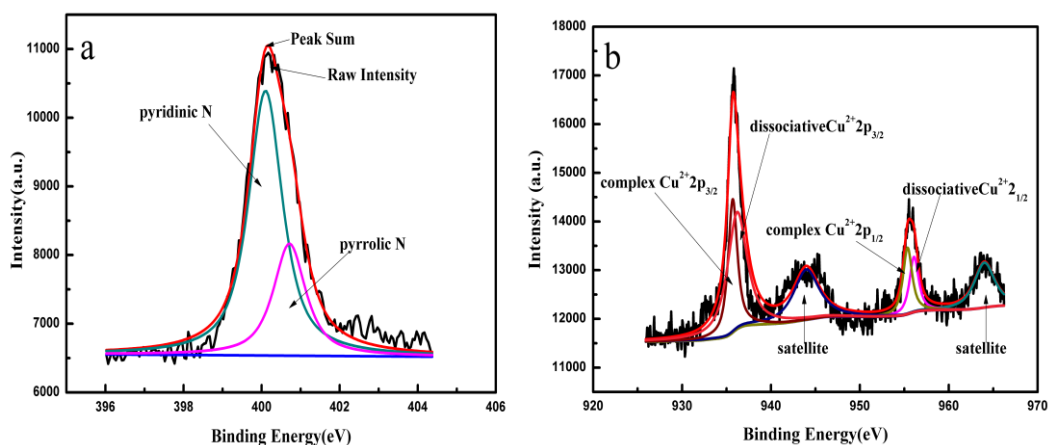 a
Peak Sum
Raw Intensity
pyridinic N
pyrrolic N
11000
10000
9000
8000
7000
6000
396 398 400 402 404 406
Binding Energy(eV)
Intensity(a.u.)
b
dissociativeCu²⁺2p₃/₂
complex Cu²⁺2p₃/₂
dissociativeCu²⁺2₁/₂
complex Cu²⁺2p₁/₂
satellite
satellite
18000
17000
16000
15000
14000
13000
12000
11000
920 930 940 950 960 970
Binding Energy(eV)
Intensity (a.u.)